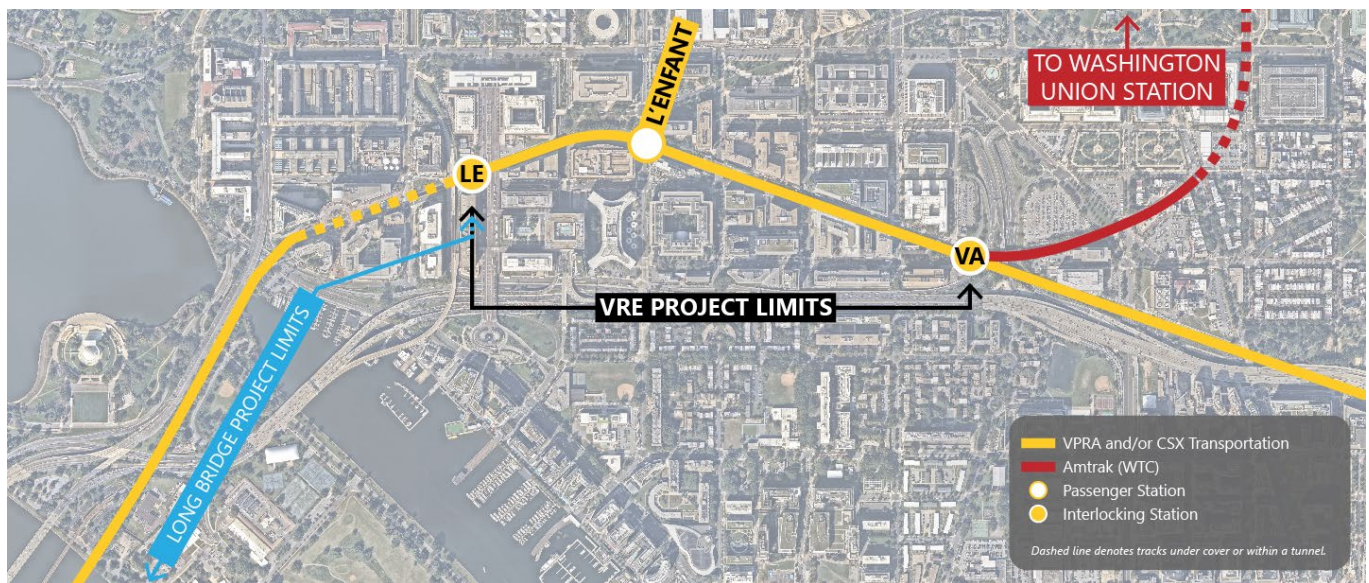 L'ENFANT
TO WASHINGTON
UNION STATION
LE
VA
VRE PROJECT LIMITS
LONG BRIDGE PROJECT LIMITS
VPRA and/or CSX Transportation
Amtrak (WTC)
Passenger Station
Interlocking Station
Dashed line denotes tracks under cover or within a tunnel.